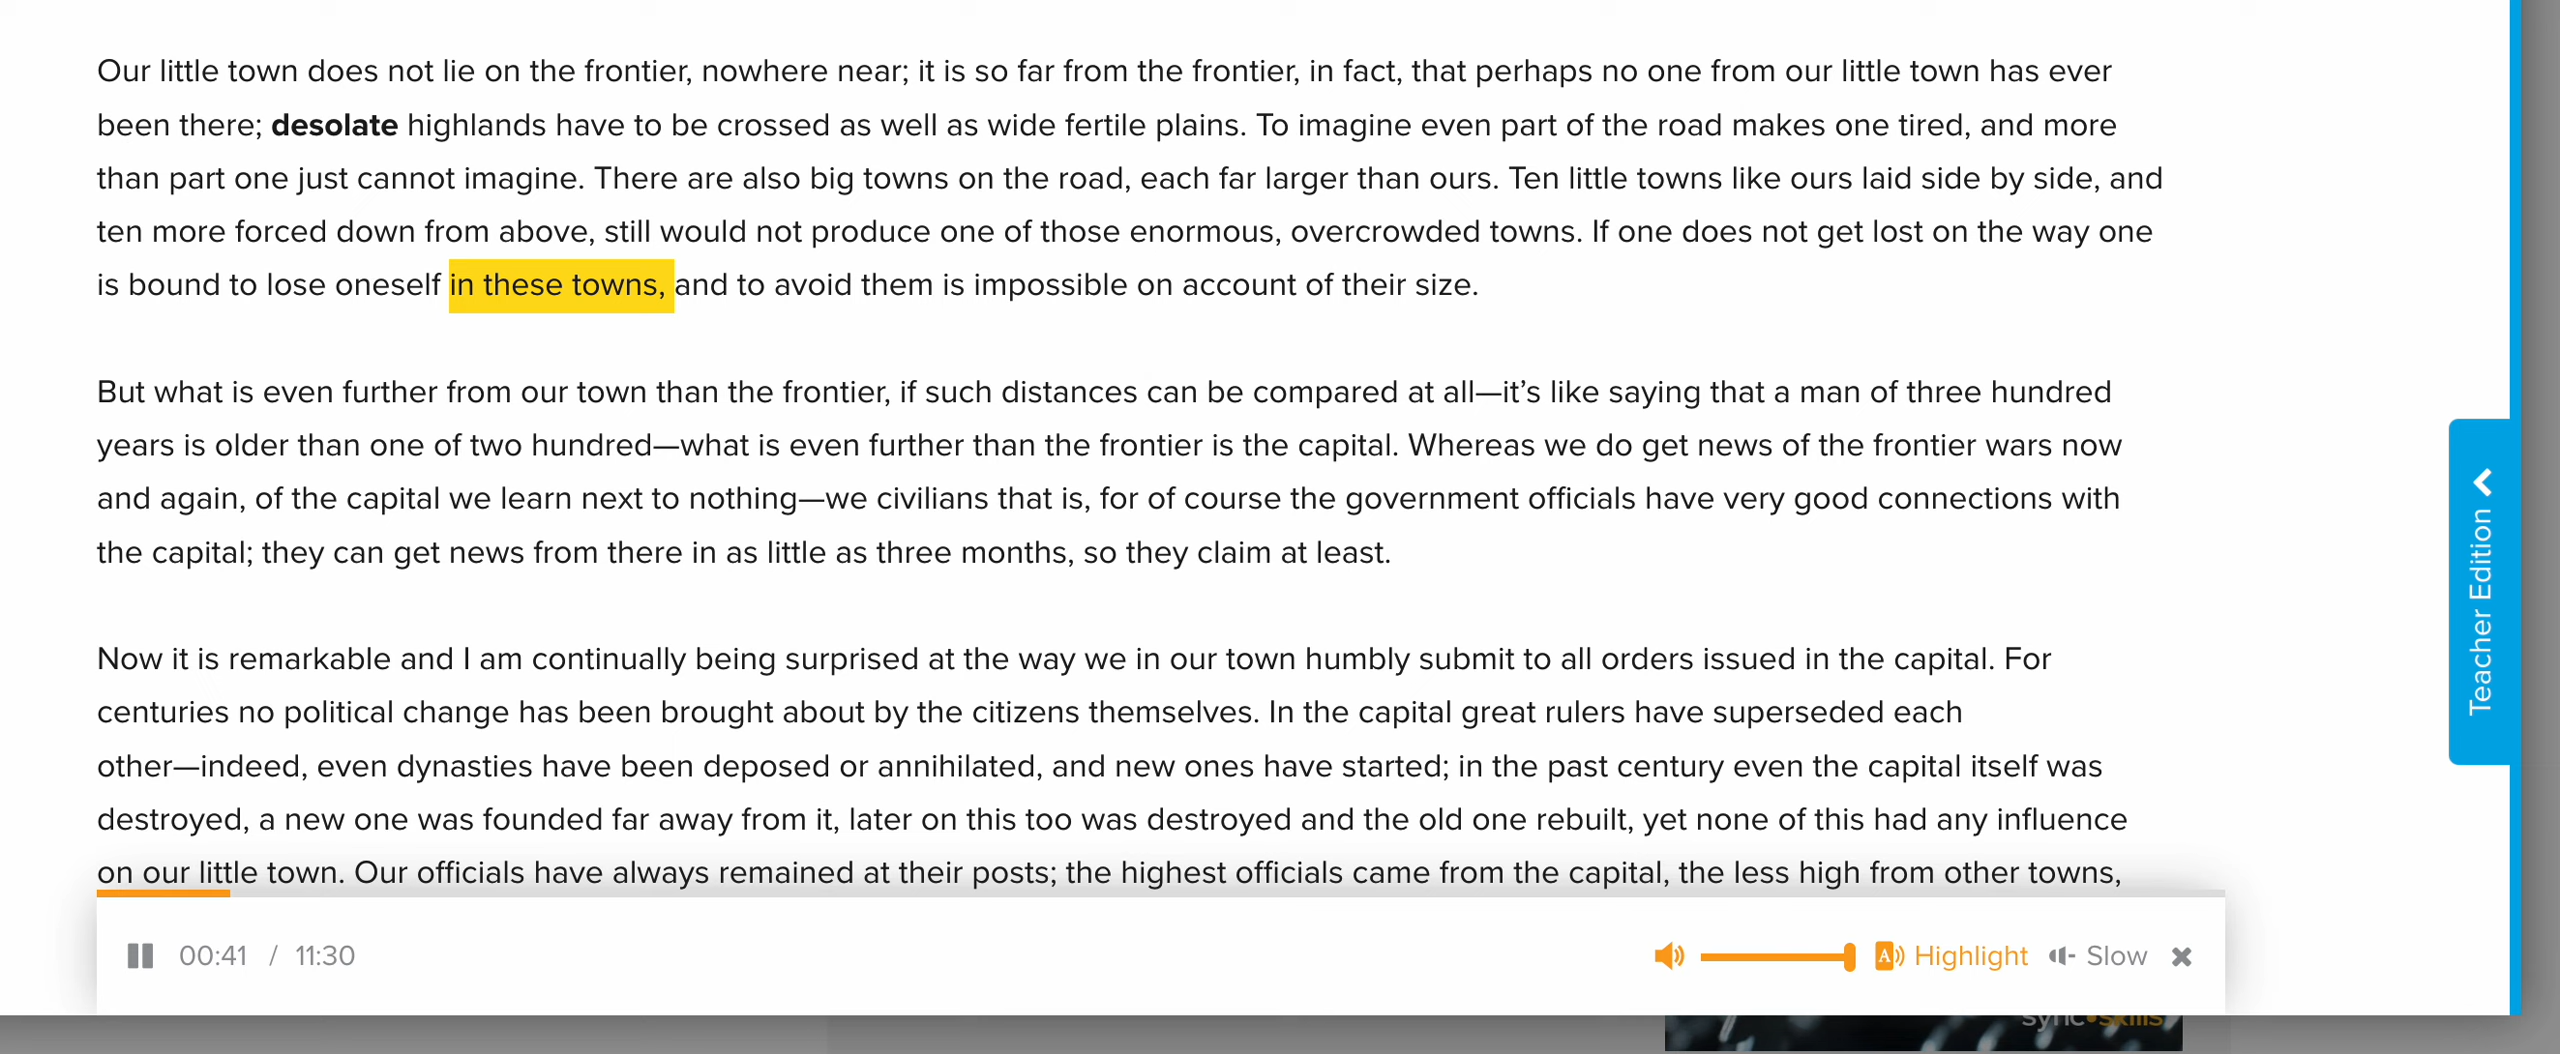 Our little town does not lie on the frontier, nowhere near; it is so far from the frontier, in fact, that perhaps no one from our little town has ever
been there; desolate highlands have to be crossed as well as wide fertile plains. To imagine even part of the road makes one tired, and more
than part one just cannot imagine. There are also big towns on the road, each far larger than ours. Ten little towns like ours laid side by side, and
ten more forced down from above, still would not produce one of those enormous, overcrowded towns. If one does not get lost on the way one
is bound to lose oneself in these towns, and to avoid them is impossible on account of their size.
But what is even further from our town than the frontier, if such distances can be compared at all—it’s like saying that a man of three hundred
years is older than one of two hundred—what is even further than the frontier is the capital. Whereas we do get news of the frontier wars now
and again, of the capital we learn next to nothing—we civilians that is, for of course the government officials have very good connections with
the capital; they can get news from there in as little as three months, so they claim at least.
Now it is remarkable and I am continually being surprised at the way we in our town humbly submit to all orders issued in the capital. For
centuries no political change has been brought about by the citizens themselves. In the capital great rulers have superseded each
other—indeed, even dynasties have been deposed or annihilated, and new ones have started; in the past century even the capital itself was
destroyed, a new one was founded far away from it, later on this too was destroyed and the old one rebuilt, yet none of this had any influence
on our little town. Our officials have always remained at their posts; the highest officials came from the capital, the less high from other towns,
00:41 / 11:30
A Highlight
Slow
Teacher Edition
sync•skills